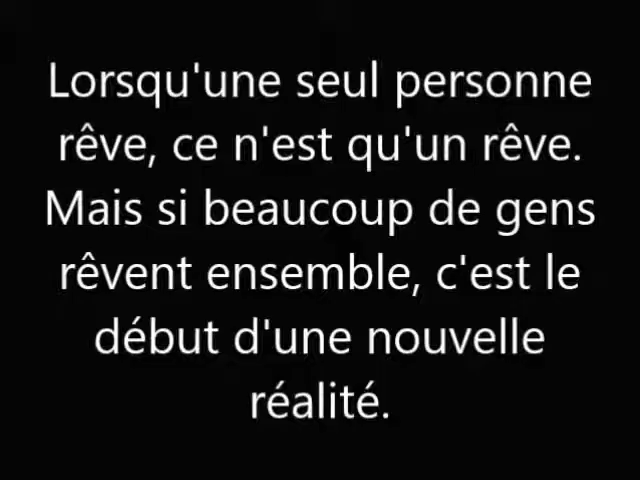 Lorsqu'une seul personne
rêve, ce n'est qu'un rêve.
Mais si beaucoup de gens
rêvent ensemble, c'est le
début d'une nouvelle
réalité.